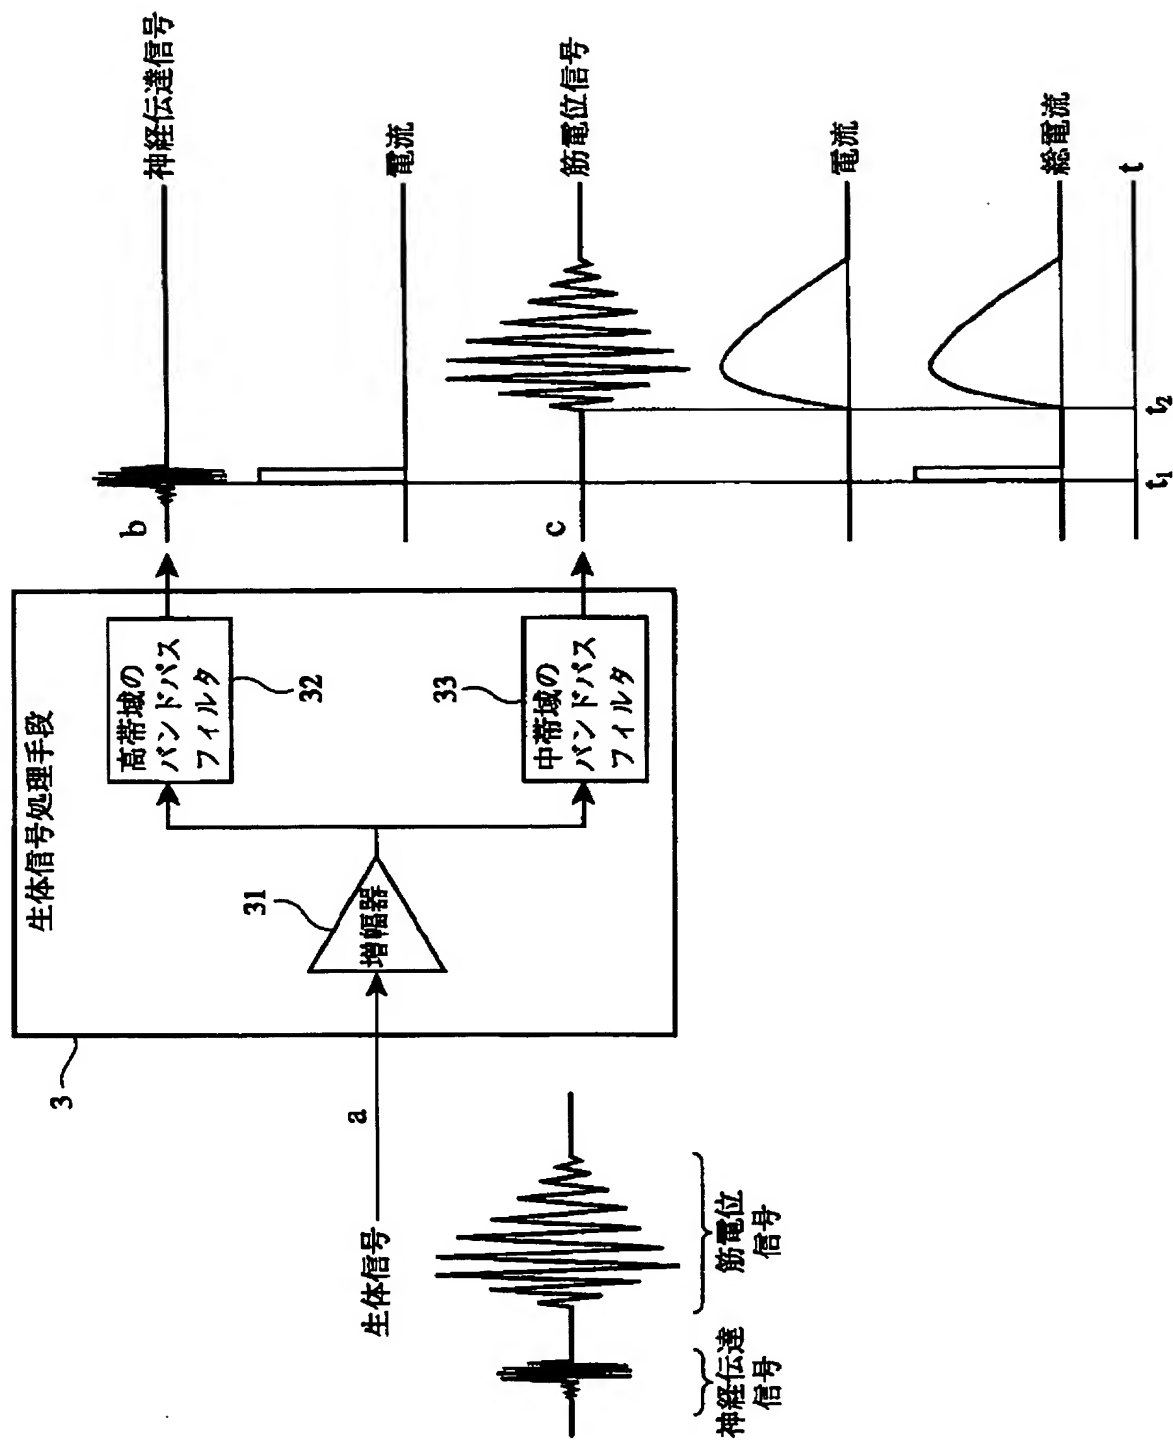 生体信号処理手段
3
生体信号
a
31
増幅器
高帯域の
バンドパス
フィルタ
32
中帯域の
バンドパス
フィルタ
33
b
神経伝達信号
電流
c
筋電位信号
電流
総電流
t
t₁
t₂
神経伝達
信号
筋電位
信号